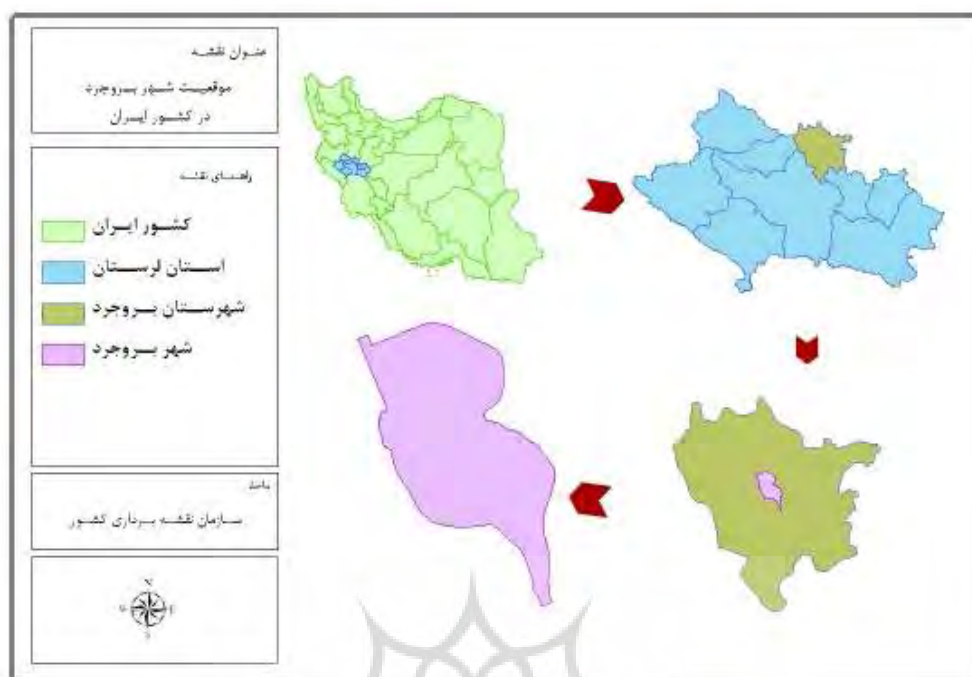 عنوان نقشه
موقعیت شهر بروجرد
در کشور ایران
راهنمای نقشه
کشور ایران
استان لرستان
شهرستان بروجرد
شهر بروجرد
سازمان نقشه برداری کشور
N
E
S